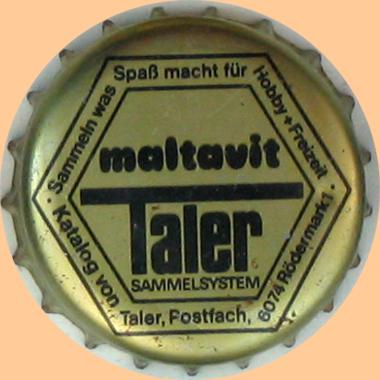 Sammeln was
Spaß macht für
Hobby + Freizeit
maltavit
Taler
SAMMELSYSTEM
· Katalog von
Taler, Postfach,
6074 Rödermark 1 ·